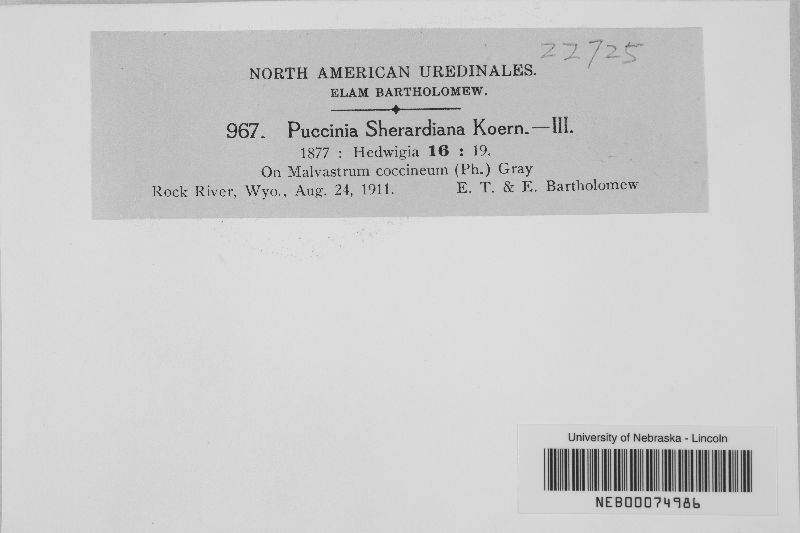 22725
NORTH AMERICAN UREDINALES.
ELAM BARTHOLOMEW.
967. Puccinia Sherardiana Koern.—III.
1877 : Hedwigia 16 : 19.
On Malvastrum coccineum (Ph.) Gray
Rock River, Wyo., Aug. 24, 1911. E. T. & E. Bartholomew
University of Nebraska - Lincoln
NEB00074986